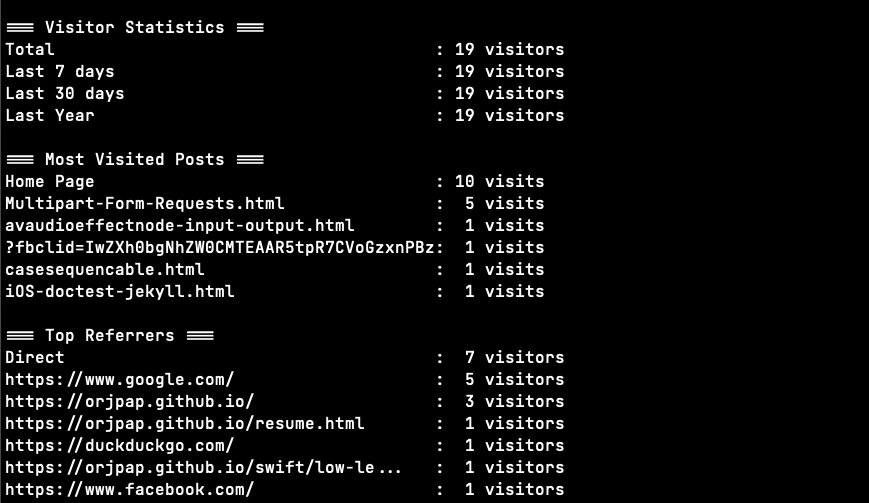 === Visitor Statistics ===
Total : 19 visitors
Last 7 days : 19 visitors
Last 30 days : 19 visitors
Last Year : 19 visitors
=== Most Visited Posts ===
Home Page : 10 visits
Multipart-Form-Requests.html : 5 visits
avaudioeffectnode-input-output.html : 1 visits
?fbclid=IwZXh0bgNhZW0CMTEAAR5tpR7CVoGzxnPBz: 1 visits
casesequencable.html : 1 visits
iOS-doctest-jekyll.html : 1 visits
=== Top Referrers ===
Direct : 7 visitors
https://www.google.com/ : 5 visitors
https://orjpap.github.io/ : 3 visitors
https://orjpap.github.io/resume.html : 1 visitors
https://duckduckgo.com/ : 1 visitors
https://orjpap.github.io/swift/low-le... : 1 visitors
https://www.facebook.com/ : 1 visitors